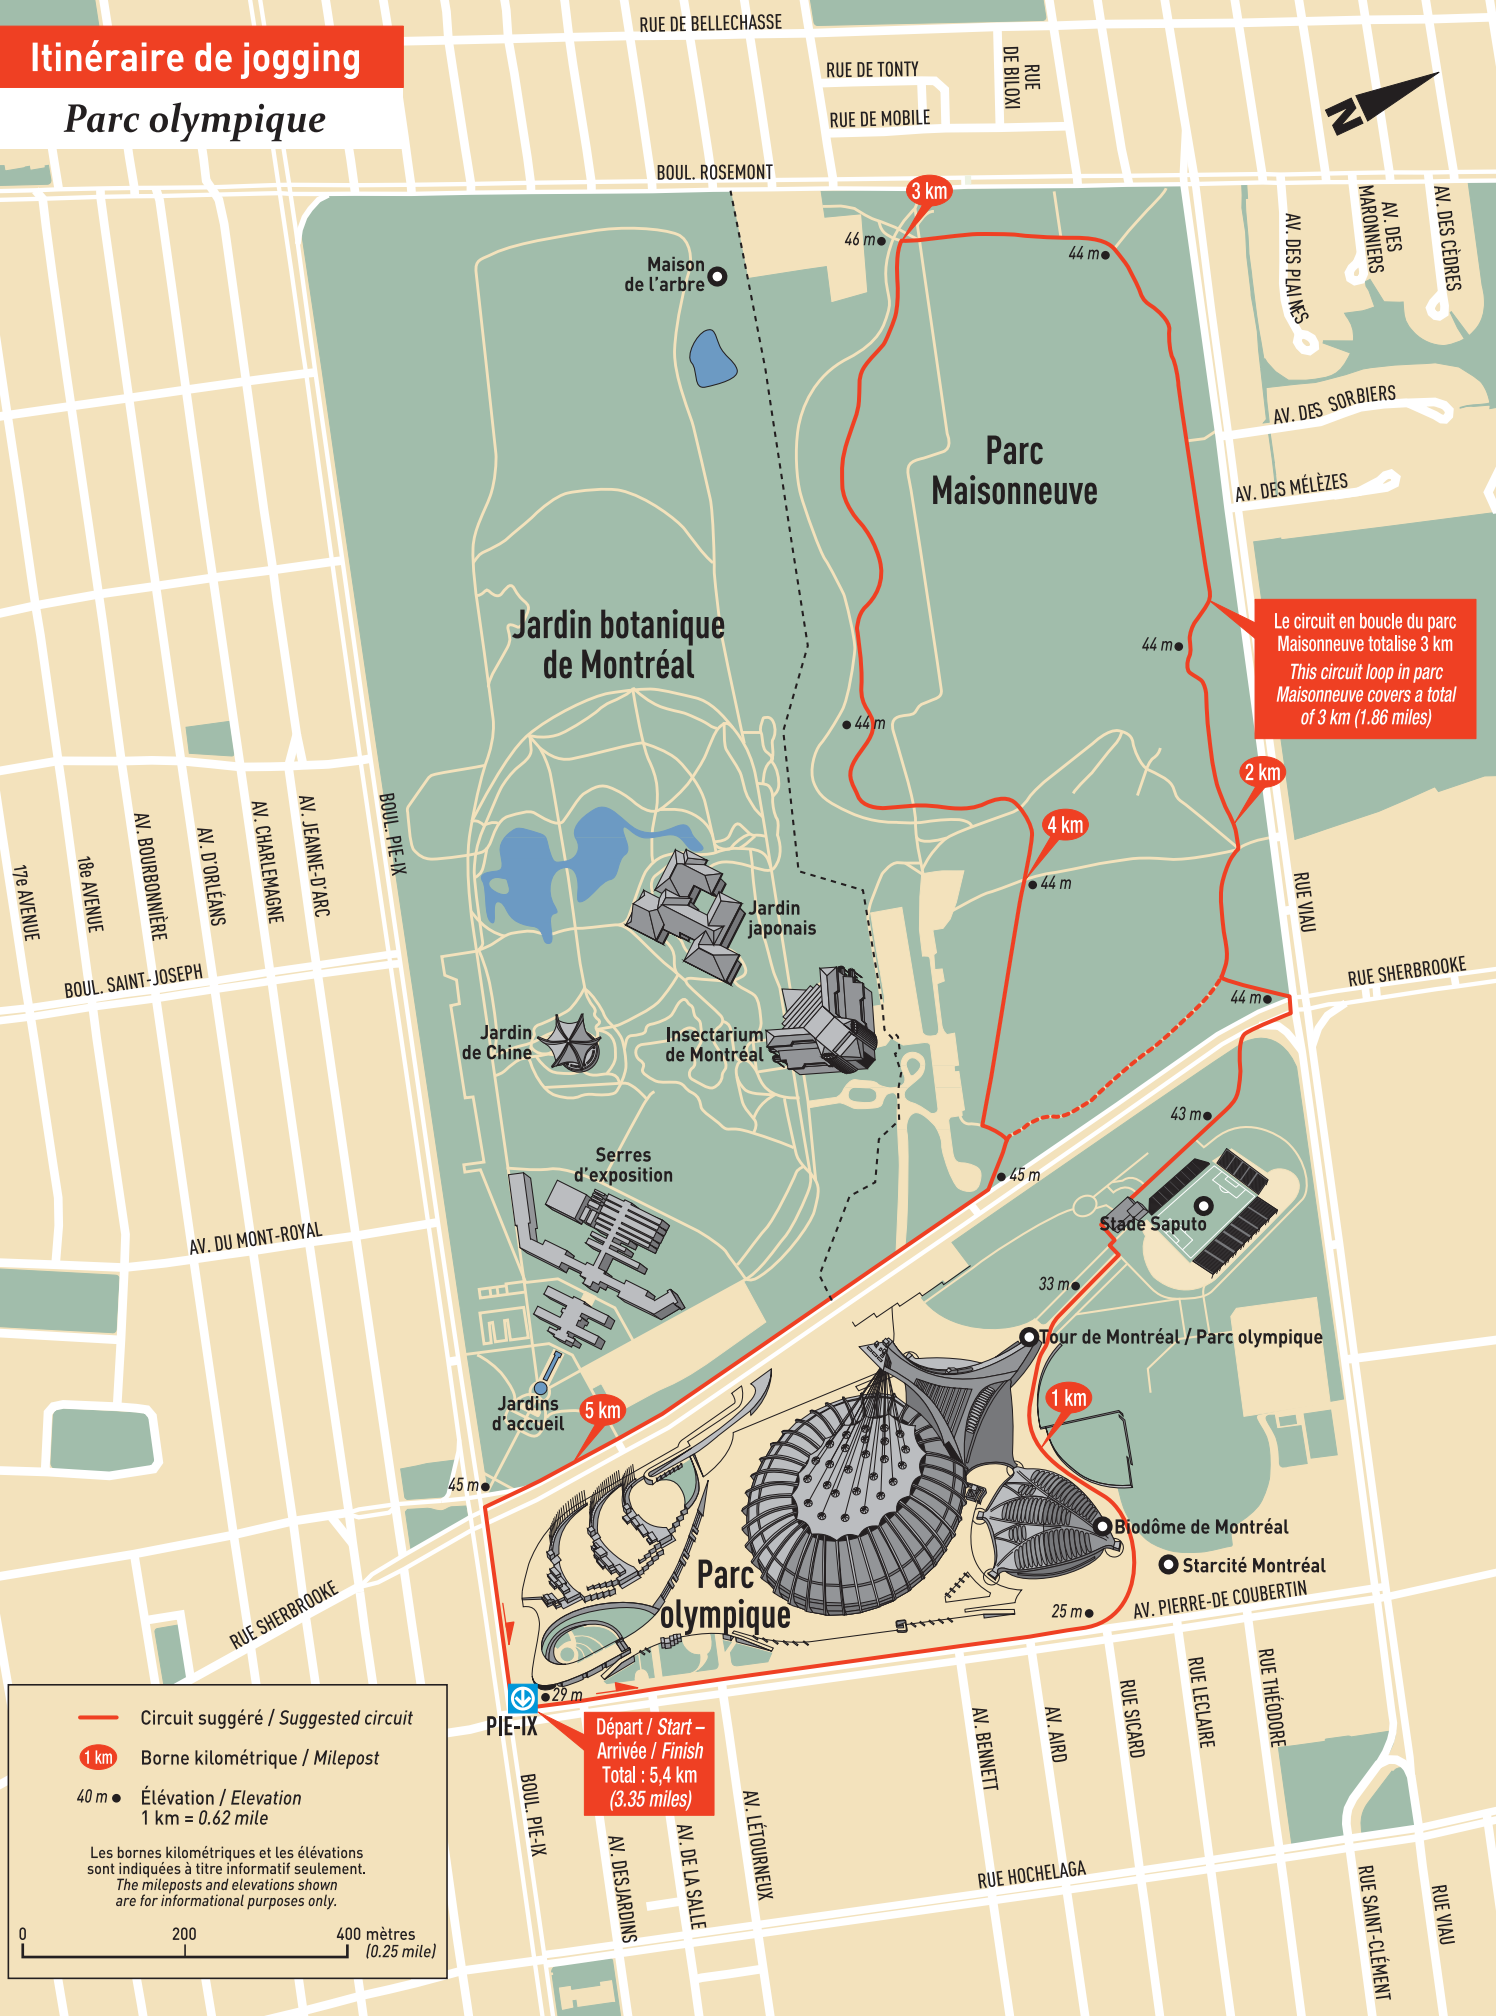 Itinéraire de jogging
Parc olympique
RUE DE BELLECHASSE
RUE DE TONTY
RUE DE MOBILE
RUE
DE BILOXI
N
BOUL. ROSEMONT
3 km
46 m
44 m
Maison
de l'arbre
AV. DES PLAINES
AV. DES
MARONNIERS
AV. DES CÈDRES
AV. DES SORBIERS
AV. DES MÉLÈZES
Parc
Maisonneuve
Jardin botanique
de Montréal
44 m
Le circuit en boucle du parc
Maisonneuve totalise 3 km
This circuit loop in parc
Maisonneuve covers a total
of 3 km (1.86 miles)
44 m
2 km
4 km
44 m
BOUL. PIE-IX
AV. JEANNE-D'ARC
AV. CHARLEMAGNE
AV. D'ORLÉANS
AV. BOURBONNIÈRE
18e AVENUE
17e AVENUE
BOUL. SAINT-JOSEPH
Jardin
japonais
RUE VIAU
RUE SHERBROOKE
44 m
Jardin
de Chine
Insectarium
de Montréal
43 m
Serres
d'exposition
45 m
Stade Saputo
AV. DU MONT-ROYAL
33 m
Tour de Montréal / Parc olympique
Jardins
d'accueil
5 km
1 km
45 m
Biodôme de Montréal
Starcité Montréal
Parc
olympique
25 m
AV. PIERRE-DE COUBERTIN
RUE SHERBROOKE
29 m
PIE-IX
Départ / Start –
Arrivée / Finish
Total : 5,4 km
(3.35 miles)
BOUL. PIE-IX
AV. DESJARDINS
AV. DE LA SALLE
AV. LÉTOURNEUX
AV. BENNETT
AV. AIRD
RUE SICARD
RUE LECLAIRE
RUE THÉODORE
RUE HOCHELAGA
RUE SAINT-CLÉMENT
RUE VIAU
Circuit suggéré / Suggested circuit
1 km Borne kilométrique / Milepost
40 m Élévation / Elevation
1 km = 0.62 mile
Les bornes kilométriques et les élévations
sont indiquées à titre informatif seulement.
The mileposts and elevations shown
are for informational purposes only.
0 200 400 mètres
(0.25 mile)